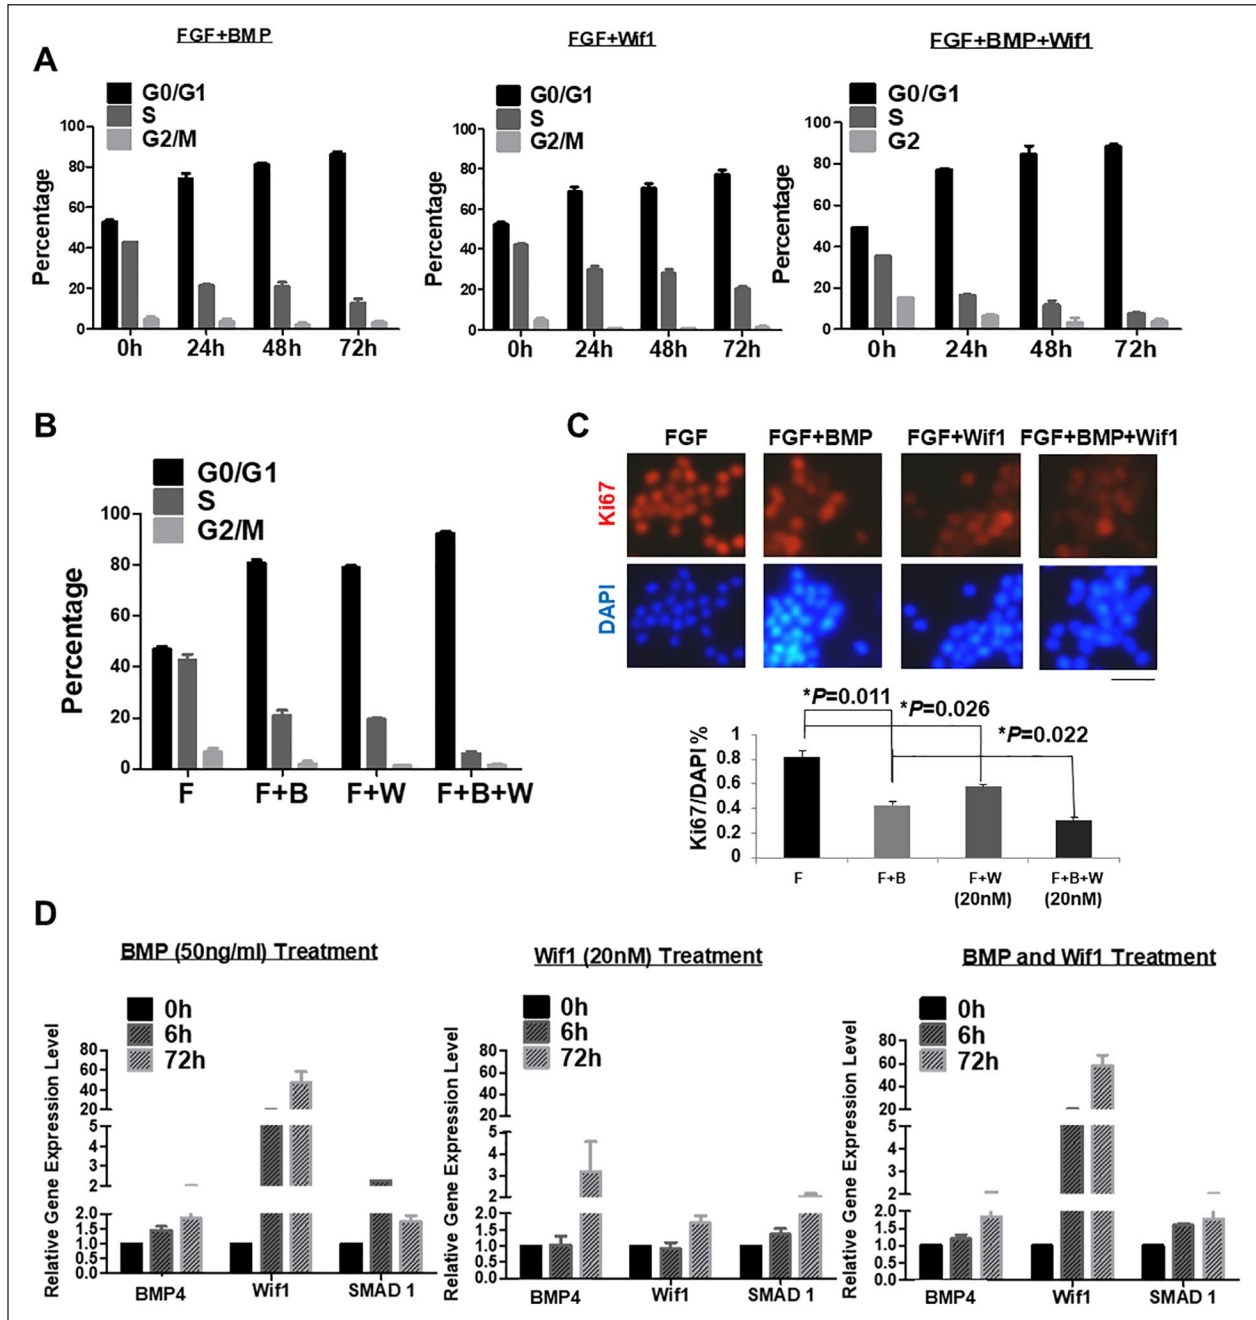 A
FGF+BMP
G0/G1
S
G2/M
Percentage
100
80
60
40
20
0
0h 24h 48h 72h
FGF+Wif1
G0/G1
S
G2/M
Percentage
100
80
60
40
20
0
0h 24h 48h 72h
FGF+BMP+Wif1
G0/G1
S
G2
Percentage
100
80
60
40
20
0
0h 24h 48h 72h
B
G0/G1
S
G2/M
Percentage
100
80
60
40
20
0
F F+B F+W F+B+W
C
FGF FGF+BMP FGF+Wif1 FGF+BMP+Wif1
Ki67
DAPI
*P=0.011
*P=0.026
*P=0.022
Ki67/DAPI %
1
0.8
0.6
0.4
0.2
0
F F+B F+W F+B+W
(20nM) (20nM)
D
BMP (50ng/ml) Treatment
0h
6h
72h
Relative Gene Expression Level
80
60
40
20
5
4
3
2
2.0
1.5
1.0
0.5
0.0
BMP4 Wif1 SMAD 1
Wif1 (20nM) Treatment
0h
6h
72h
Relative Gene Expression Level
80
60
40
20
5
4
3
2
2.0
1.5
1.0
0.5
0.0
BMP4 Wif1 SMAD 1
BMP and Wif1 Treatment
0h
6h
72h
Relative Gene Expression Level
80
60
40
20
5
4
3
2
2.0
1.5
1.0
0.5
0.0
BMP4 Wif1 SMAD 1